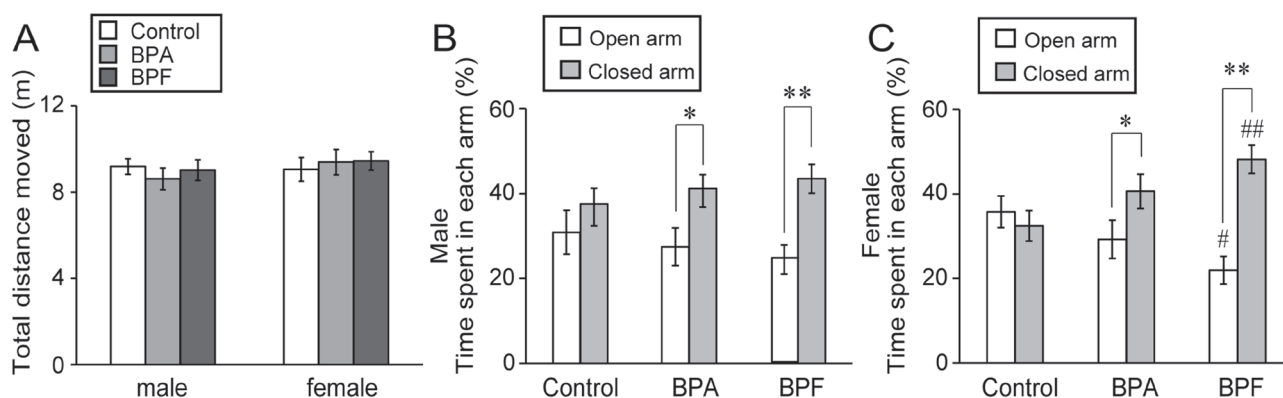 A
Control
BPA
BPF
Total distance moved (m)
12
8
4
0
male
female
B
Open arm
Closed arm
Male
Time spent in each arm (%)
60
40
20
0
*
**
Control
BPA
BPF
C
Open arm
Closed arm
Female
Time spent in each arm (%)
60
40
20
0
*
**
##
#
Control
BPA
BPF